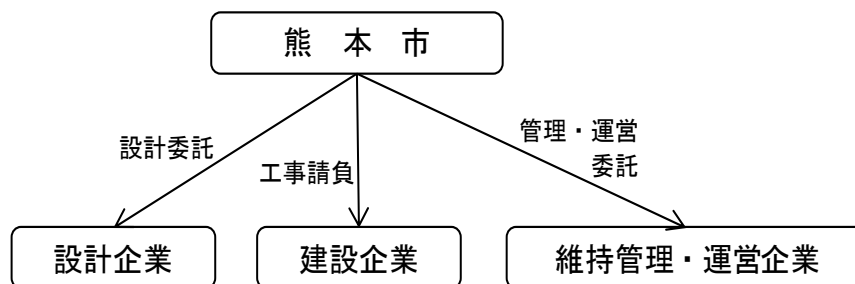 熊 本 市
設計委託
工事請負
管理・運営
委託
設計企業
建設企業
維持管理・運営企業